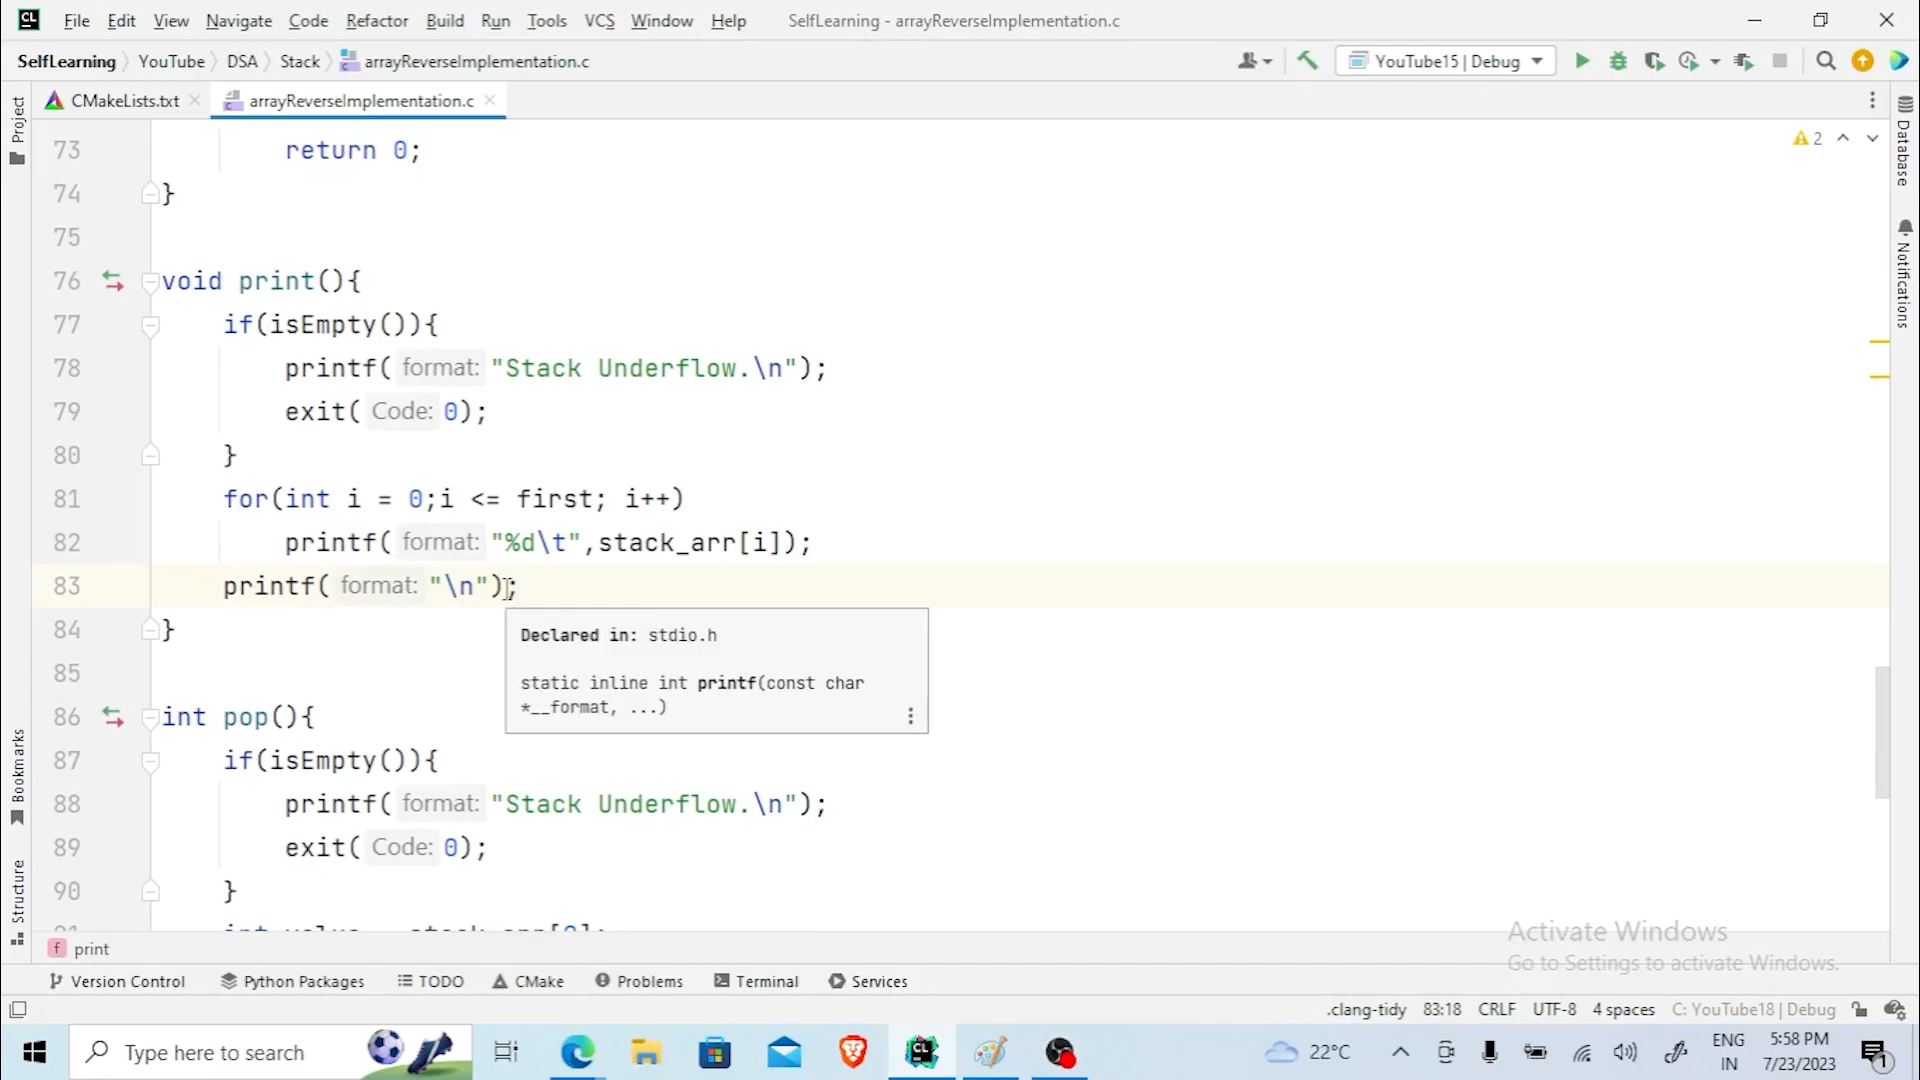 CL File Edit View Navigate Code Refactor Build Run Tools VCS Window Help SelfLearning - arrayReverseImplementation.c
SelfLearning YouTube DSA Stack arrayReverseImplementation.c YouTube15 | Debug
CMakeLists.txt arrayReverseImplementation.c
Project
Database
Notifications
Bookmarks
Structure
2
73 return 0;
74 }
75
76 void print(){
77 if(isEmpty()){
78 printf( format: "Stack Underflow.\n");
79 exit( Code: 0);
80 }
81 for(int i = 0;i <= first; i++)
82 printf( format: "%d\t",stack_arr[i]);
83 printf( format: "\n");
84 }
Declared in: stdio.h
static inline int printf(const char
*__format, ...)
85
86 int pop(){
87 if(isEmpty()){
88 printf( format: "Stack Underflow.\n");
89 exit( Code: 0);
90 }
f print
Activate Windows
Go to Settings to activate Windows.
Version Control Python Packages TODO CMake Problems Terminal Services
.clang-tidy 83:18 CRLF UTF-8 4 spaces C: YouTube18 | Debug
Type here to search
22°C
ENG
IN
5:58 PM
7/23/2023
1